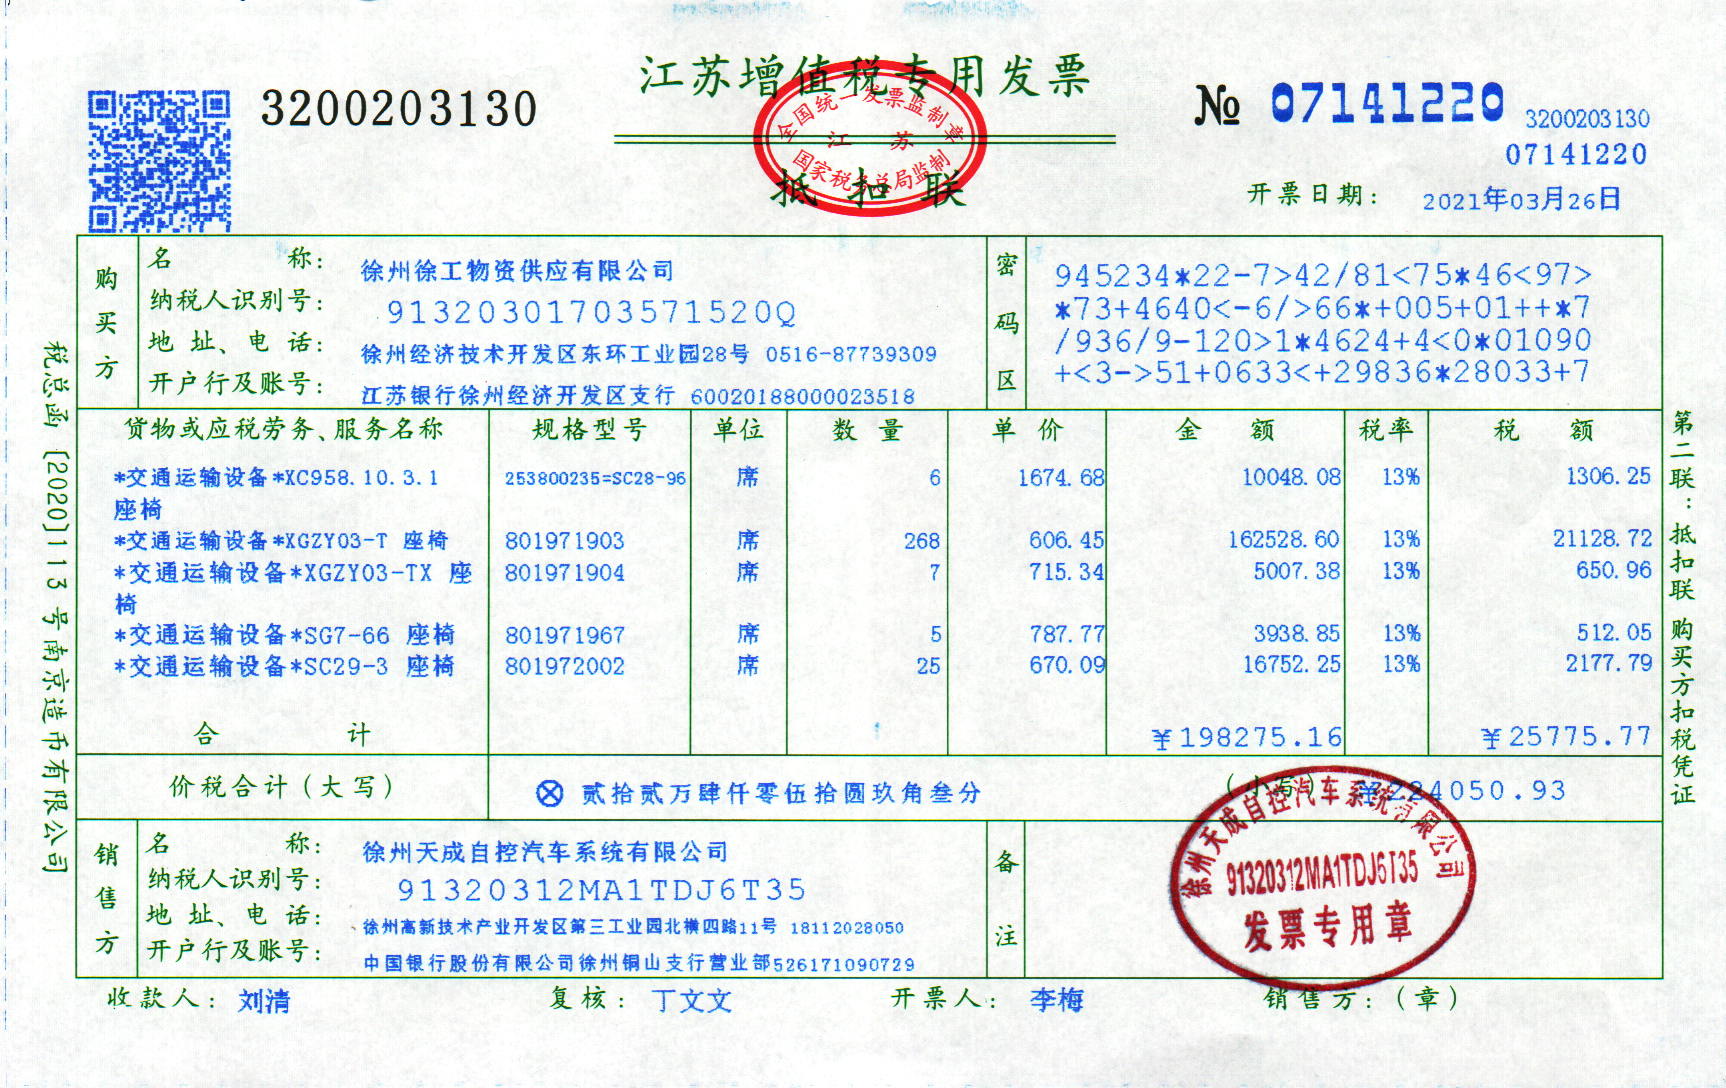 江苏增值税专用发票
3200203130
№ 07141220
3200203130
07141220
全国统一发票监制章
江 苏
国家税务总局监制
抵 扣 联
开票日期： 2021年03月26日
购买方
名 称： 徐州徐工物资供应有限公司
纳税人识别号： 91320301703571520Q
地 址、电 话： 徐州经济技术开发区东环工业园28号 0516-87739309
开户行及账号： 江苏银行徐州经济开发区支行 60020188000023518
密码区
945234*22-7>42/81<75*46<97>
*73+4640<-6/>66*+005+01++*7
/936/9-120>1*4624+4<0*01090
+<3->51+0633<+29836*28033+7
货物或应税劳务、服务名称 规格型号 单位 数 量 单 价 金 额 税率 税 额
*交通运输设备*XC958.10.3.1 253800235=SC28-96 席 6 1674.68 10048.08 13% 1306.25
座椅
*交通运输设备*XGZY03-T 座椅 801971903 席 268 606.45 162528.60 13% 21128.72
*交通运输设备*XGZY03-TX 座 801971904 席 7 715.34 5007.38 13% 650.96
椅
*交通运输设备*SG7-66 座椅 801971967 席 5 787.77 3938.85 13% 512.05
*交通运输设备*SC29-3 座椅 801972002 席 25 670.09 16752.25 13% 2177.79
合 计 ￥198275.16 ￥25775.77
价税合计（大写） ⊗ 贰拾贰万肆仟零伍拾圆玖角叁分 （小写）￥224050.93
销售方
名 称： 徐州天成自控汽车系统有限公司
纳税人识别号： 91320312MA1TDJ6T35
地 址、电 话： 徐州高新技术产业开发区第三工业园北横四路11号 18112028050
开户行及账号： 中国银行股份有限公司徐州铜山支行营业部526171090729
备注
徐州天成自控汽车系统有限公司
91320312MA1TDJ6T35
发票专用章
收款人： 刘清 复核： 丁文文 开票人： 李梅 销售方：（章）
税总函〔2020〕113号南京造币有限公司
第二联：抵扣联 购买方扣税凭证